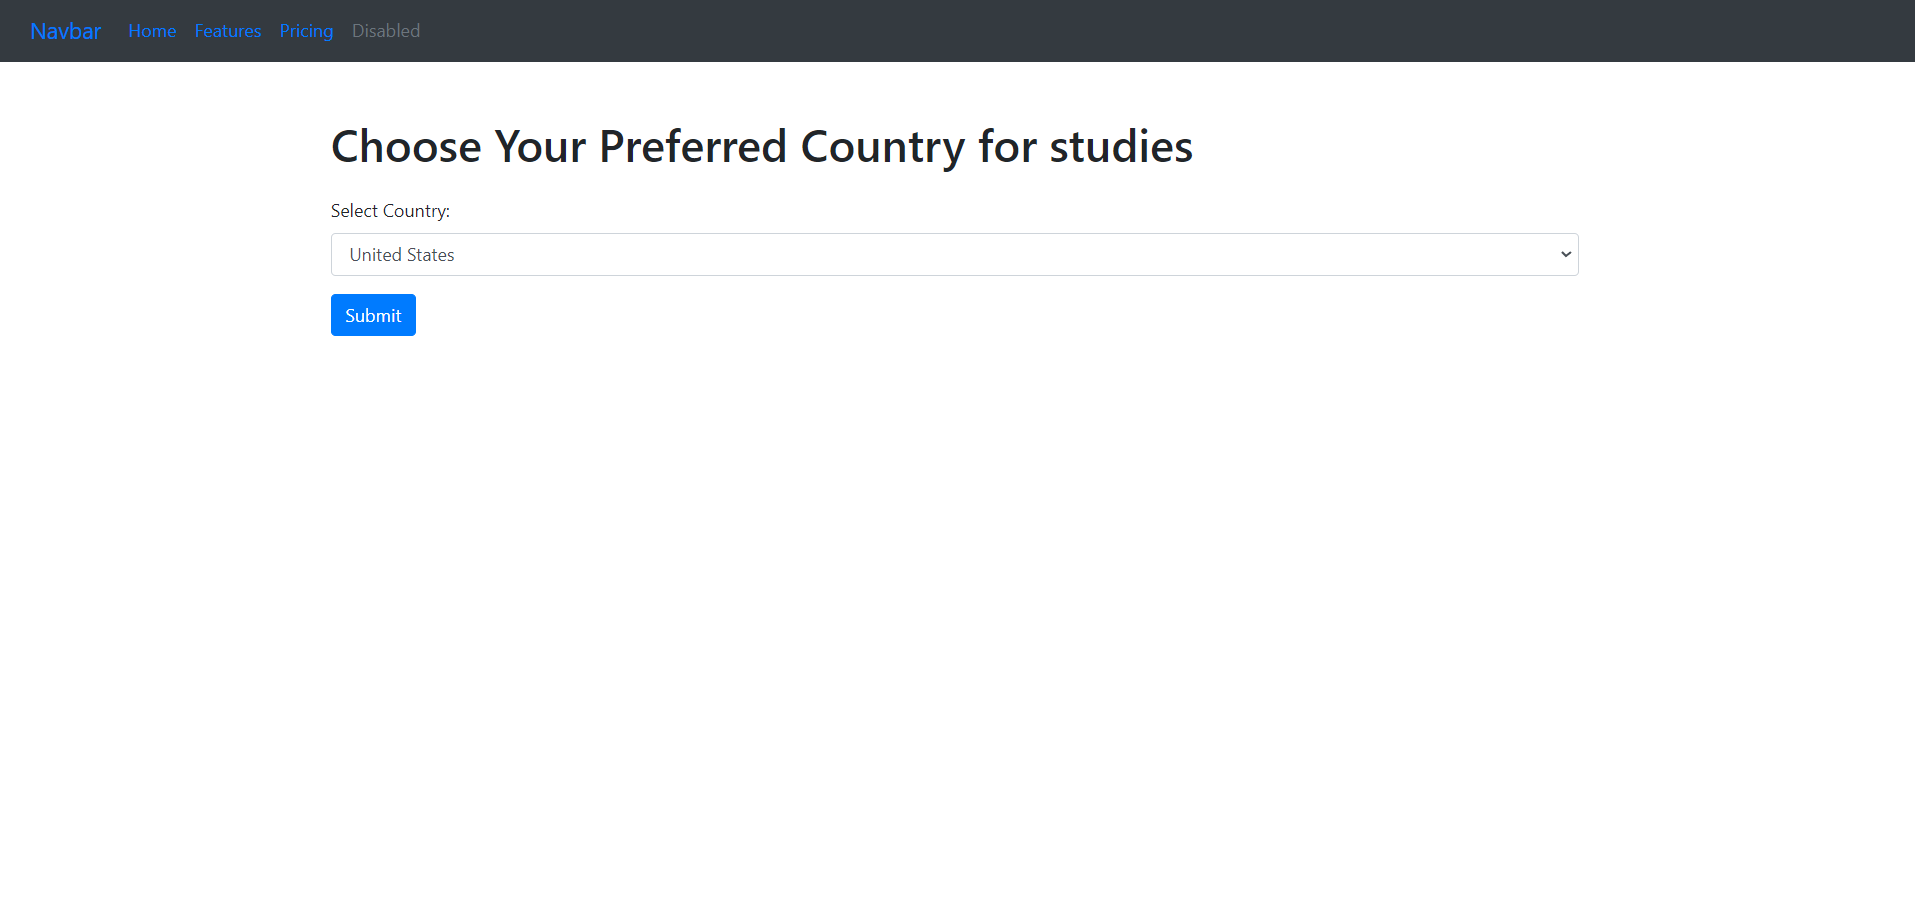 Navbar Home Features Pricing Disabled
Choose Your Preferred Country for studies
Select Country:
United States
Submit